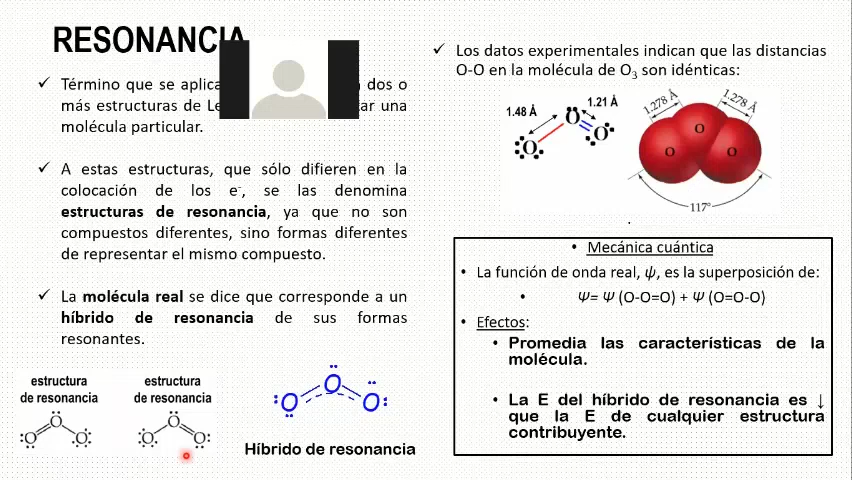 RESONANCIA
✓ Término que se aplica dos o
más estructuras de Le ar una
molécula particular.
✓ A estas estructuras, que sólo difieren en la
colocación de los e-, se las denomina
estructuras de resonancia, ya que no son
compuestos diferentes, sino formas diferentes
de representar el mismo compuesto.
✓ La molécula real se dice que corresponde a un
híbrido de resonancia de sus formas
resonantes.
estructura
de resonancia
O O O
estructura
de resonancia
O O O
O O O
Híbrido de resonancia
✓ Los datos experimentales indican que las distancias
O-O en la molécula de O3 son idénticas:
1.48 Å
1.21 Å
O O O
1.278 Å
1.278 Å
O O O
117°
• Mecánica cuántica
• La función de onda real, ψ, es la superposición de:
• Ψ= Ψ (O-O=O) + Ψ (O=O-O)
• Efectos:
• Promedia las características de la
molécula.
• La E del híbrido de resonancia es ↓
que la E de cualquier estructura
contribuyente.